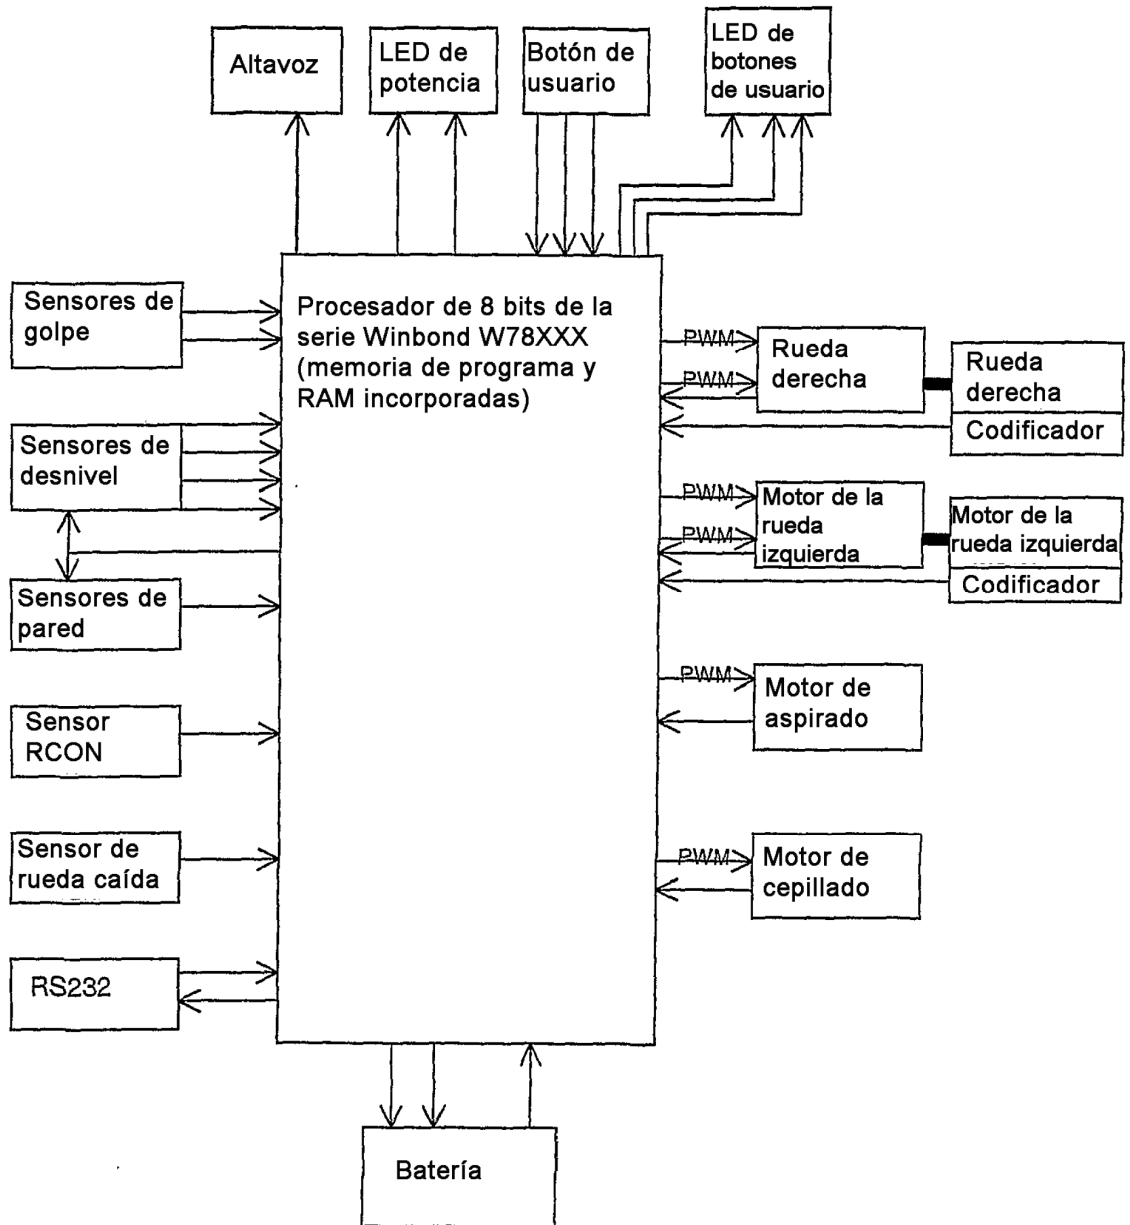 Altavoz
LED de
potencia
Botón de
usuario
LED de
botones
de usuario
Sensores de
golpe
Procesador de 8 bits de la
serie Winbond W78XXX
(memoria de programa y
RAM incorporadas)
PWM
PWM
Rueda
derecha
Rueda
derecha
Codificador
Sensores de
desnivel
PWM
PWM
Motor de la
rueda
izquierda
Motor de la
rueda izquierda
Codificador
Sensores de
pared
PWM
Motor de
aspirado
Sensor
RCON
Sensor de
rueda caída
PWM
Motor de
cepillado
RS232
Batería